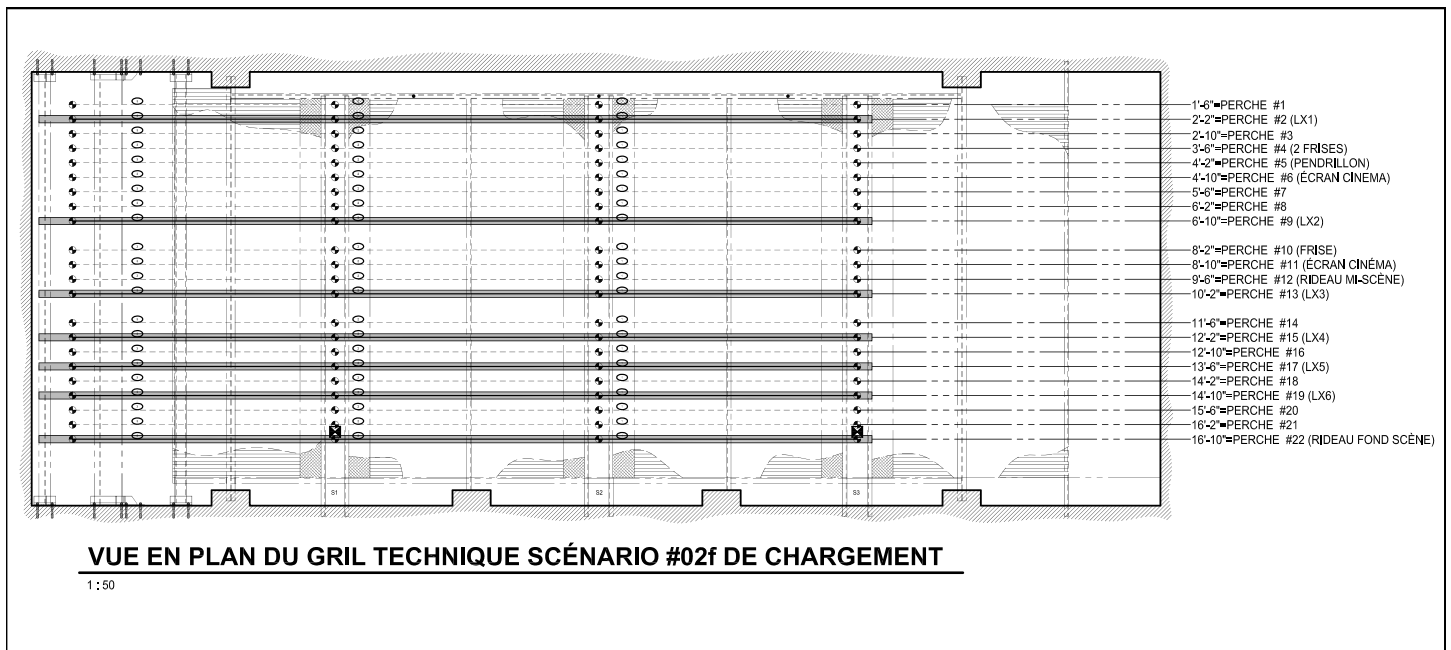 1'-6"=PERCHE #1
2'-2"=PERCHE #2 (LX1)
2'-10"=PERCHE #3
3'-6"=PERCHE #4 (2 FRISES)
4'-2"=PERCHE #5 (PENDRILLON)
4'-10"=PERCHE #6 (ÉCRAN CINEMA)
5'-6"=PERCHE #7
6'-2"=PERCHE #8
6'-10"=PERCHE #9 (LX2)
8'-2"=PERCHE #10 (FRISE)
8'-10"=PERCHE #11 (ÉCRAN CINÉMA)
9'-6"=PERCHE #12 (RIDEAU MI-SCÈNE)
10'-2"=PERCHE #13 (LX3)
11'-6"=PERCHE #14
12'-2"=PERCHE #15 (LX4)
12'-10"=PERCHE #16
13'-6"=PERCHE #17 (LX5)
14'-2"=PERCHE #18
14'-10"=PERCHE #19 (LX6)
15'-6"=PERCHE #20
16'-2"=PERCHE #21
16'-10"=PERCHE #22 (RIDEAU FOND SCÈNE)
S1 S2 S3
VUE EN PLAN DU GRIL TECHNIQUE SCÉNARIO #02f DE CHARGEMENT
1 : 50